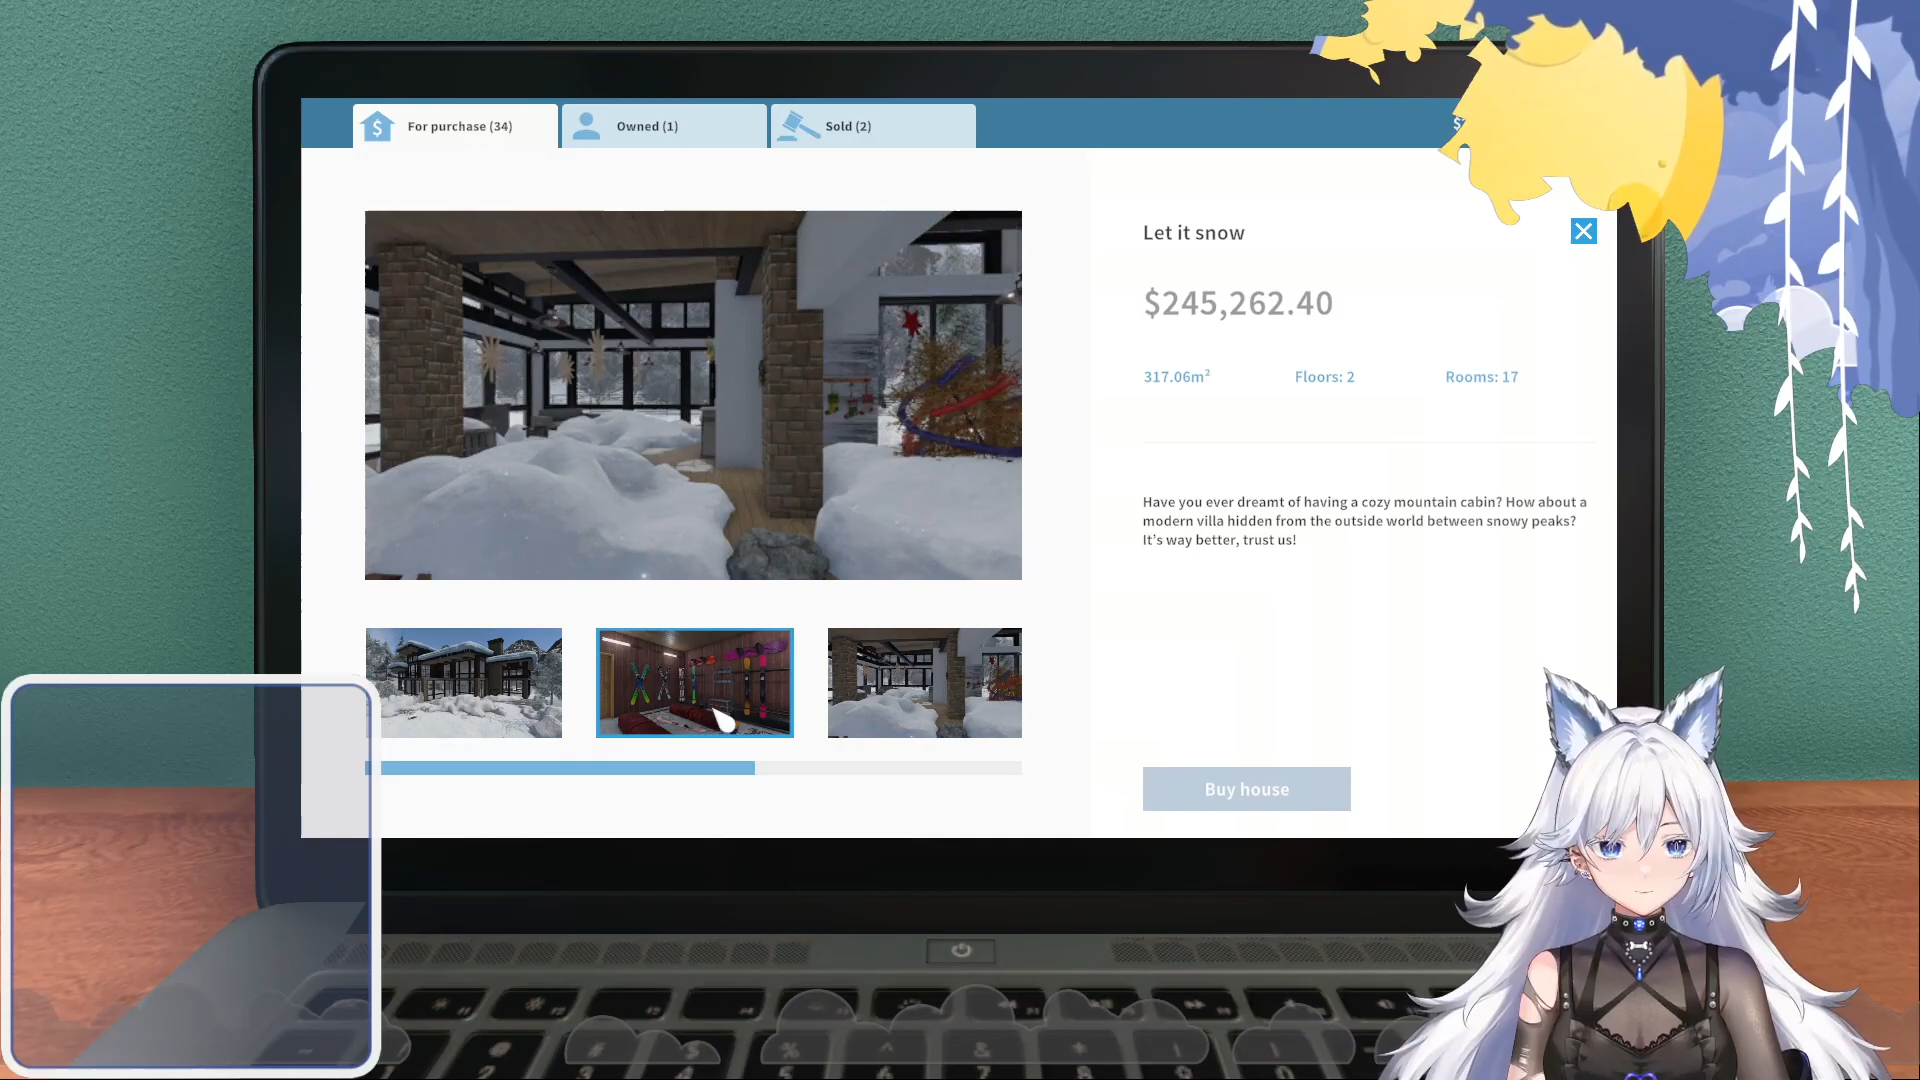 For purchase (34)
Owned (1)
Sold (2)
$
Let it snow
$245,262.40
317.06m²
Floors: 2
Rooms: 17
Have you ever dreamt of having a cozy mountain cabin? How about a
modern villa hidden from the outside world between snowy peaks?
It's way better, trust us!
Buy house